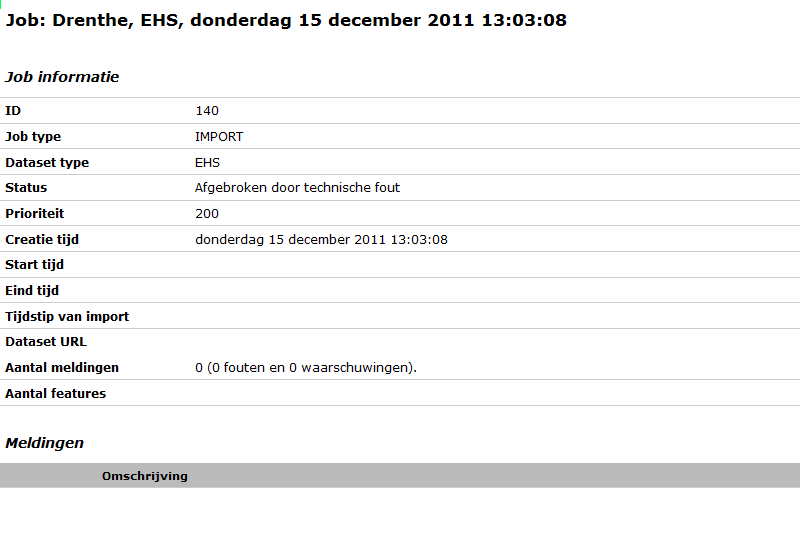 Job: Drenthe, EHS, donderdag 15 december 2011 13:03:08
Job informatie
ID 140
Job type IMPORT
Dataset type EHS
Status Afgebroken door technische fout
Prioriteit 200
Creatie tijd donderdag 15 december 2011 13:03:08
Start tijd
Eind tijd
Tijdstip van import
Dataset URL
Aantal meldingen 0 (0 fouten en 0 waarschuwingen).
Aantal features
Meldingen
Omschrijving